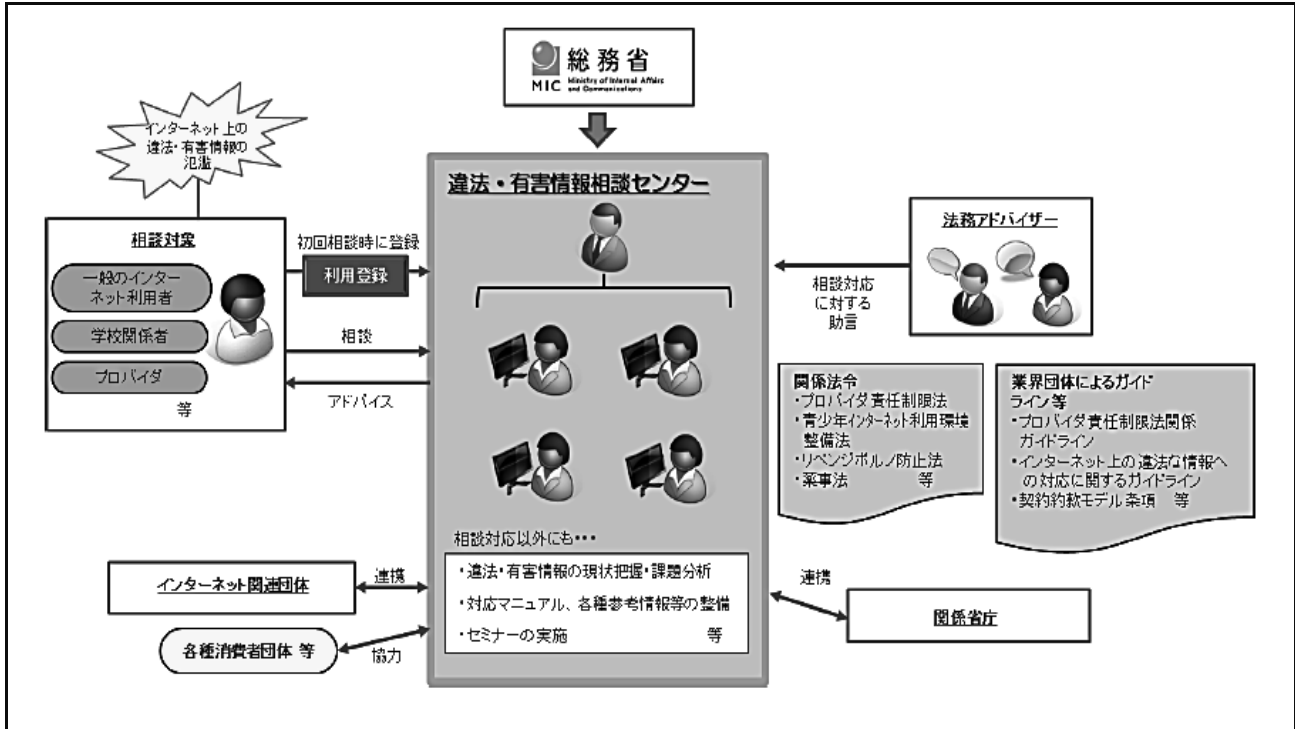 総務省
MIC Ministry of Internal Affairs
and Communications
インターネット上の
違法・有害情報の
氾濫
違法・有害情報相談センター
相談対象
一般のインター
ネット利用者
学校関係者
プロバイダ
等
初回相談時に登録
利用登録
相談
アドバイス
法務アドバイザー
相談対応
に対する
助言
関係法令
・プロバイダ責任制限法
・青少年インターネット利用環境
整備法
・リベンジポルノ防止法
・薬事法 等
業界団体によるガイド
ライン等
・プロバイダ責任制限法関係
ガイドライン
・インターネット上の違法な情報へ
の対応に関するガイドライン
・契約約款モデル条項 等
相談対応以外にも・・・
・違法・有害情報の現状把握・課題分析
・対応マニュアル、各種参考情報等の整備
・セミナーの実施 等
インターネット関連団体
連携
各種消費者団体 等
協力
連携
関係省庁